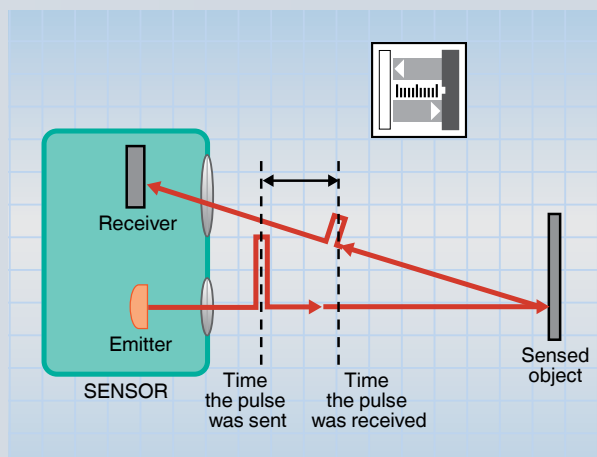 Receiver
Emitter
SENSOR
Time
the pulse
was sent
Time
the pulse
was received
Sensed
object